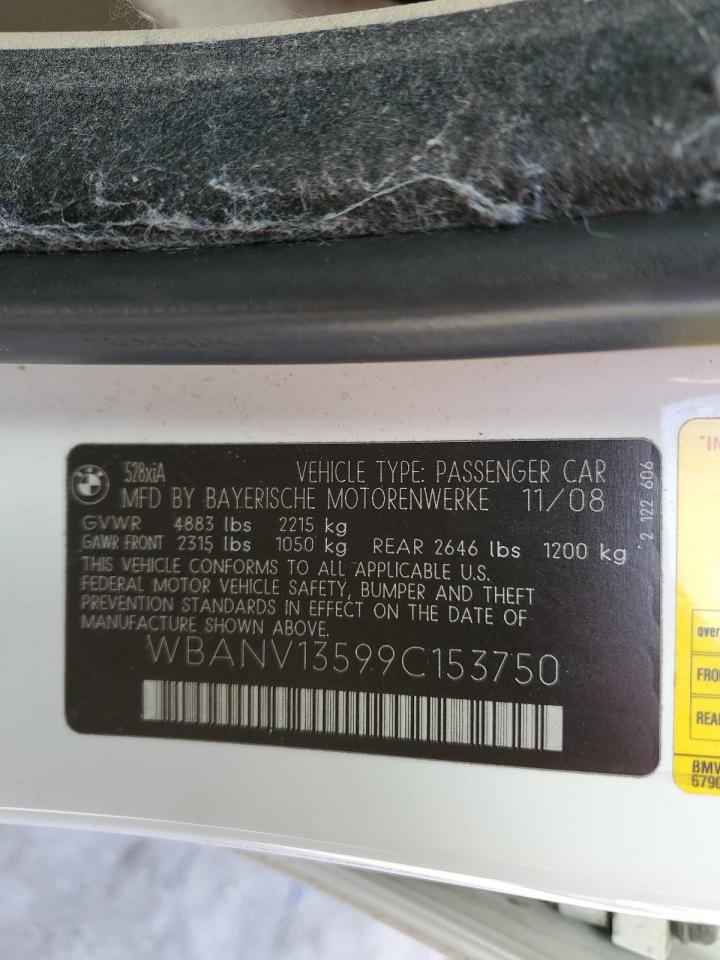 528xiA VEHICLE TYPE: PASSENGER CAR
MFD BY BAYERISCHE MOTORENWERKE 11/08
GVWR 4883 lbs 2215 kg
GAWR FRONT 2315 lbs 1050 kg REAR 2646 lbs 1200 kg
THIS VEHICLE CONFORMS TO ALL APPLICABLE U.S.
FEDERAL MOTOR VEHICLE SAFETY, BUMPER AND THEFT
PREVENTION STANDARDS IN EFFECT ON THE DATE OF
MANUFACTURE SHOWN ABOVE.
WBANV13599C153750
2 122 606
BMW